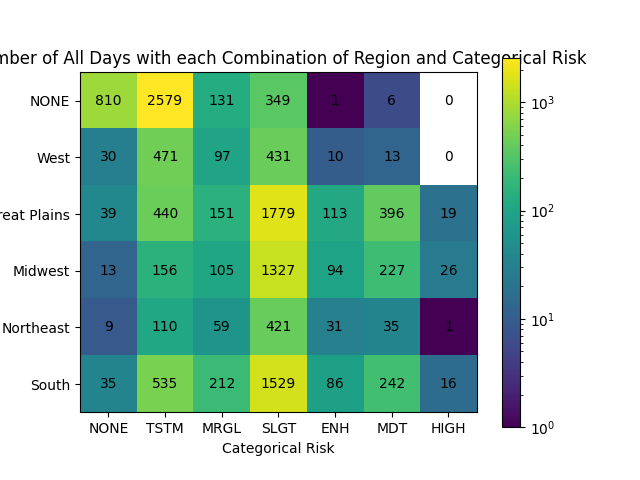 mber of All Days with each Combination of Region and Categorical Risk
NONE 810 2579 131 349 1 6 0
West 30 471 97 431 10 13 0
reat Plains 39 440 151 1779 113 396 19
Midwest 13 156 105 1327 94 227 26
Northeast 9 110 59 421 31 35 1
South 35 535 212 1529 86 242 16
NONE TSTM MRGL SLGT ENH MDT HIGH
Categorical Risk
10³
10²
10¹
10⁰